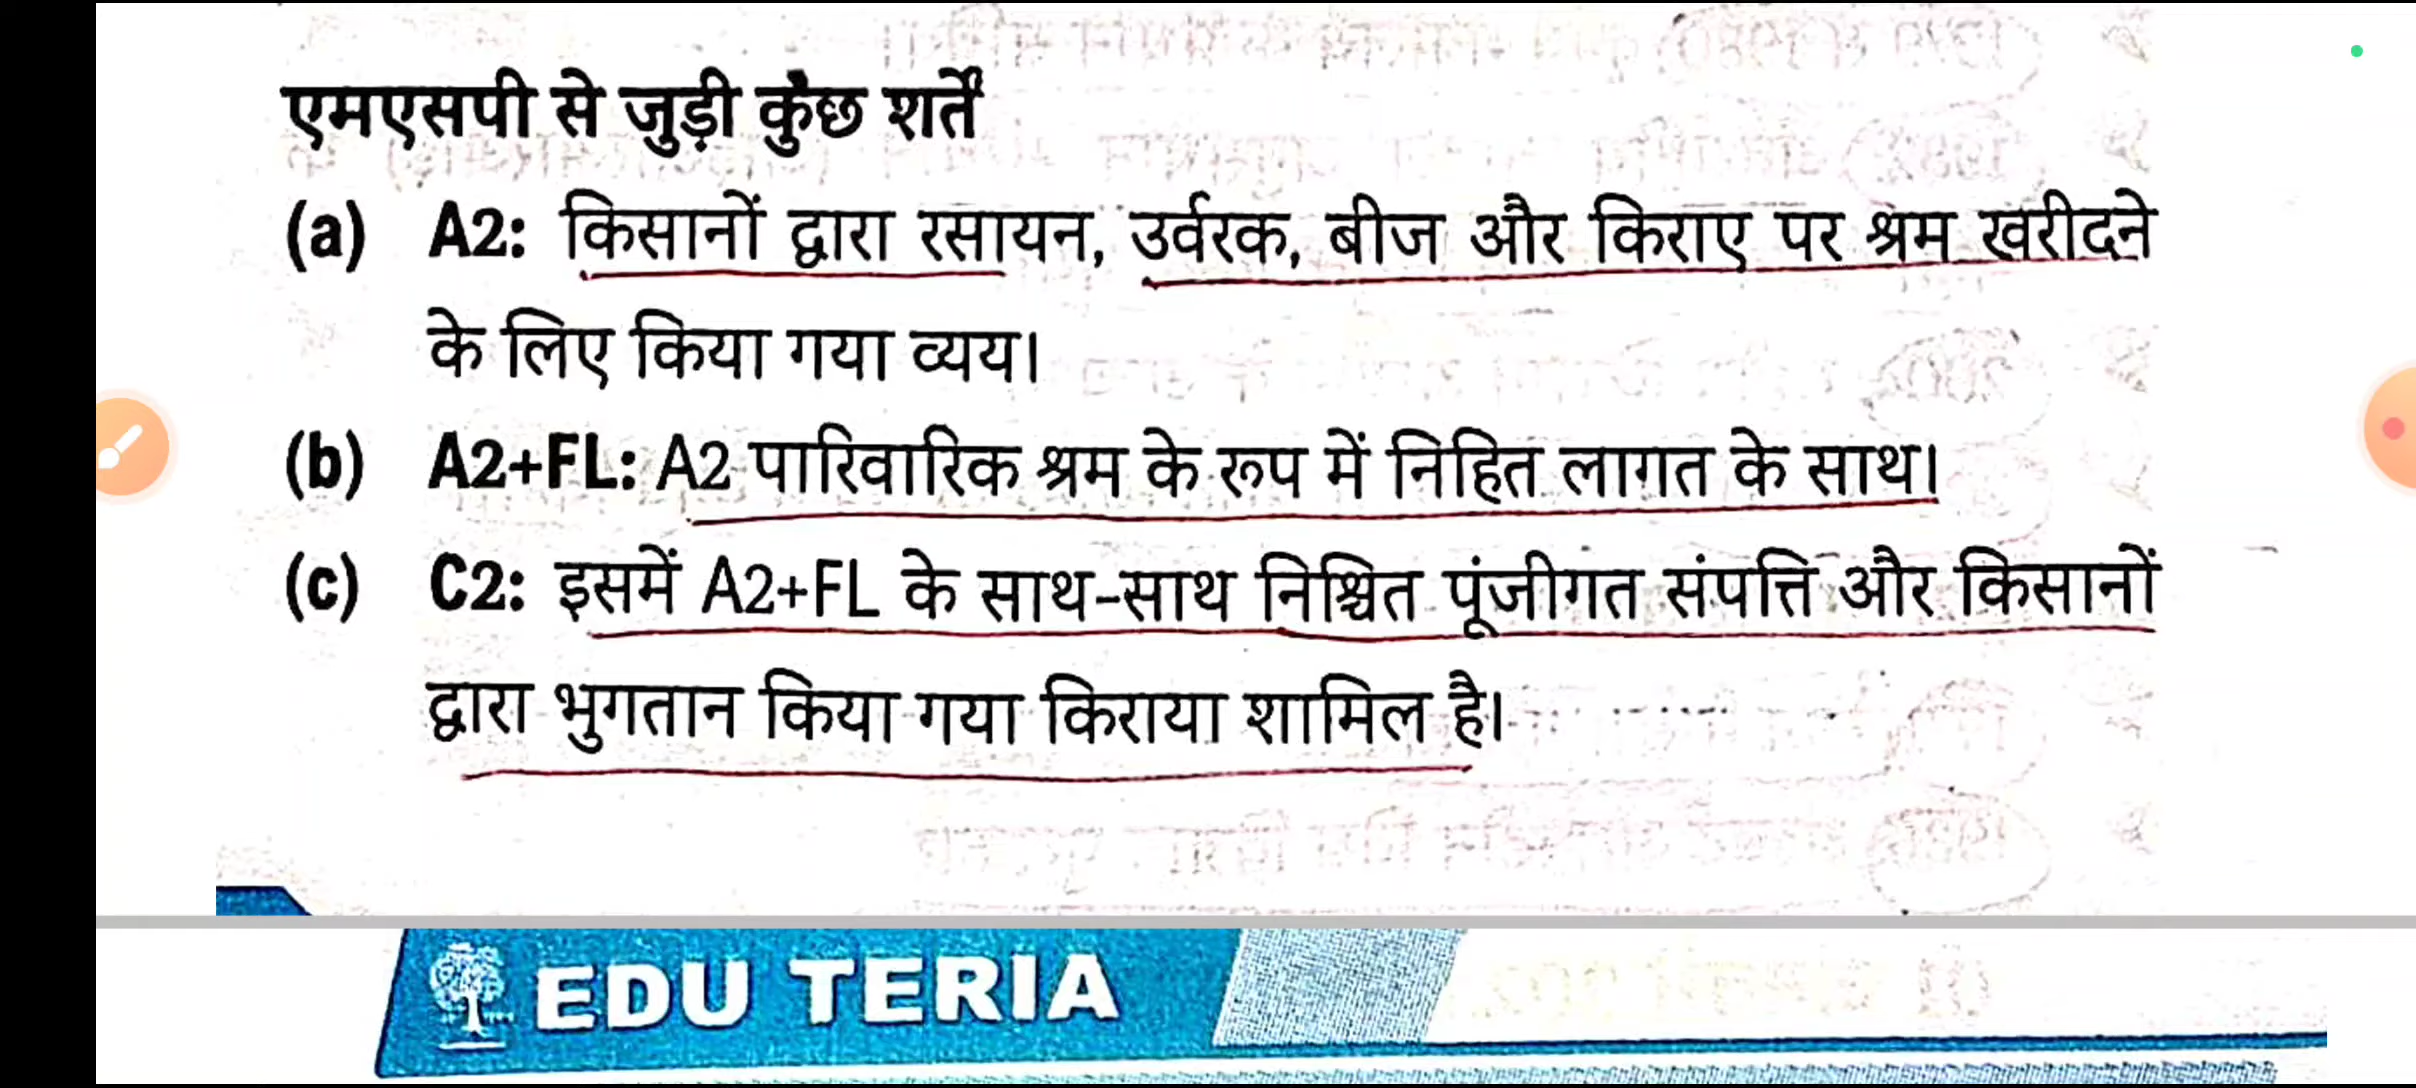 एमएसपी से जुड़ी कुछ शर्तें
(a) A2: किसानों द्वारा रसायन, उर्वरक, बीज और किराए पर श्रम खरीदने
के लिए किया गया व्यय।
(b) A2+FL: A2 पारिवारिक श्रम के रूप में निहित लागत के साथ।
(c) C2: इसमें A2+FL के साथ-साथ निश्चित पूंजीगत संपत्ति और किसानों
द्वारा भुगतान किया गया किराया शामिल है।
EDU TERIA